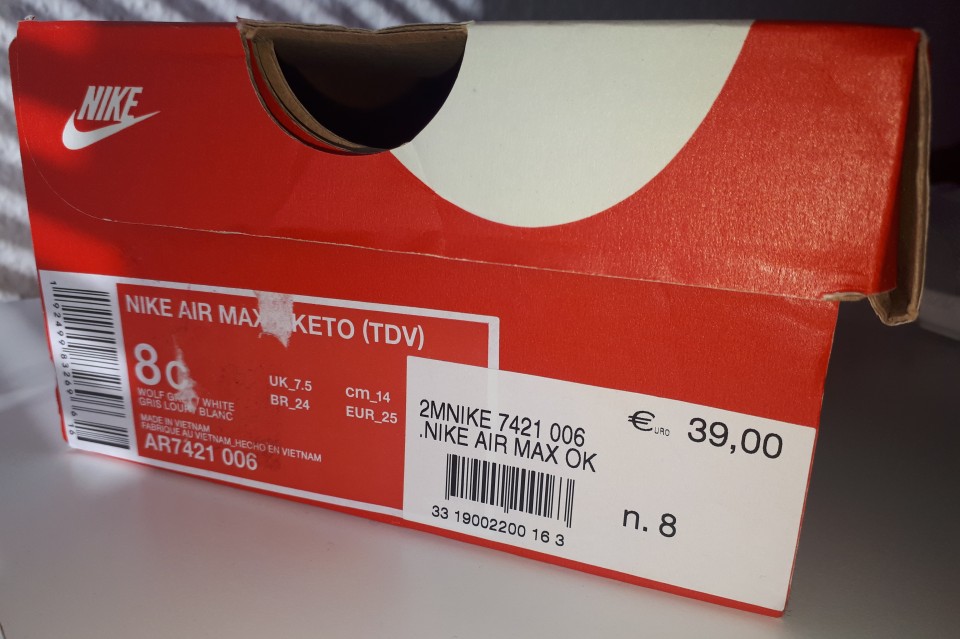 NIKE
NIKE AIR MAX KETO (TDV)
8C
UK_7.5
BR_24
cm_14
EUR_25
WOLF GREY/ WHITE
GRIS LOUP/ BLANC
MADE IN VIETNAM
FABRIQUE AU VIETNAM_HECHO EN VIETNAM
AR7421 006
2MNIKE 7421 006
.NIKE AIR MAX OK
€URO 39,00
33 19002200 16 3
n. 8